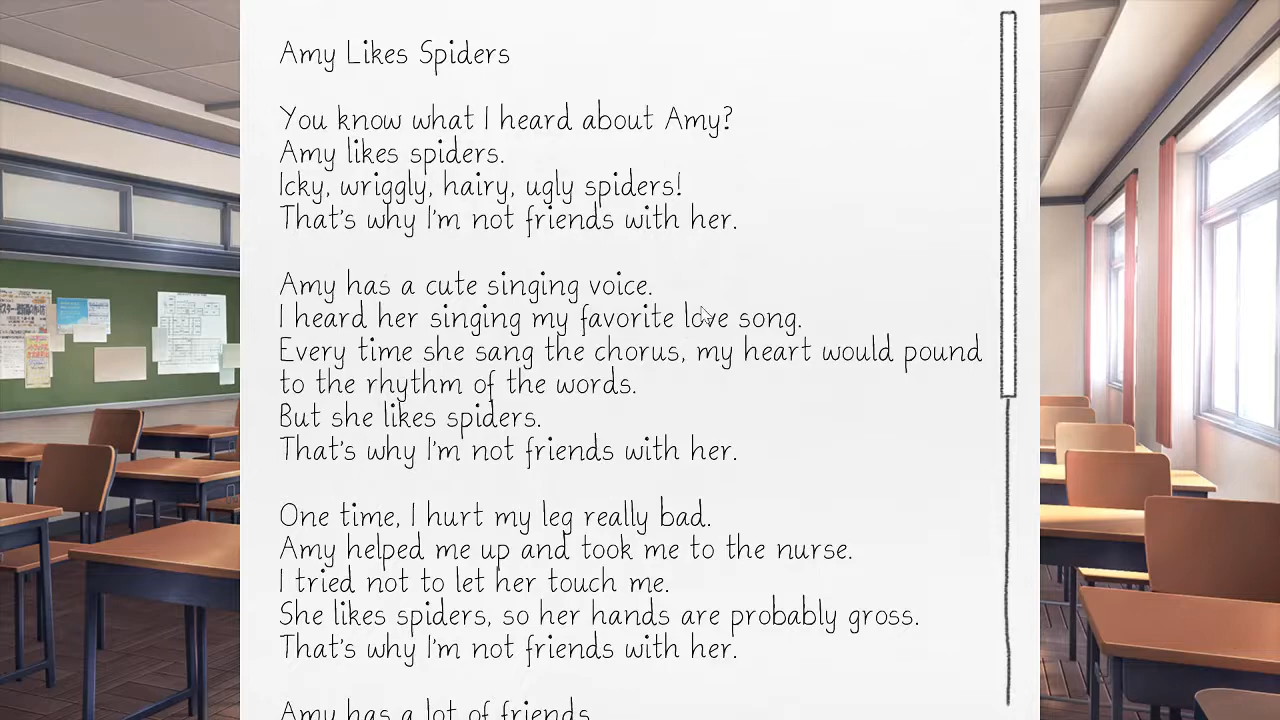 Amy Likes Spiders
You know what I heard about Amy?
Amy likes spiders.
Icky, wriggly, hairy, ugly spiders!
That's why I'm not friends with her.
Amy has a cute singing voice.
I heard her singing my favorite love song.
Every time she sang the chorus, my heart would pound
to the rhythm of the words.
But she likes spiders.
That's why I'm not friends with her.
One time, I hurt my leg really bad.
Amy helped me up and took me to the nurse.
I tried not to let her touch me.
She likes spiders, so her hands are probably gross.
That's why I'm not friends with her.
Amy has a lot of friends